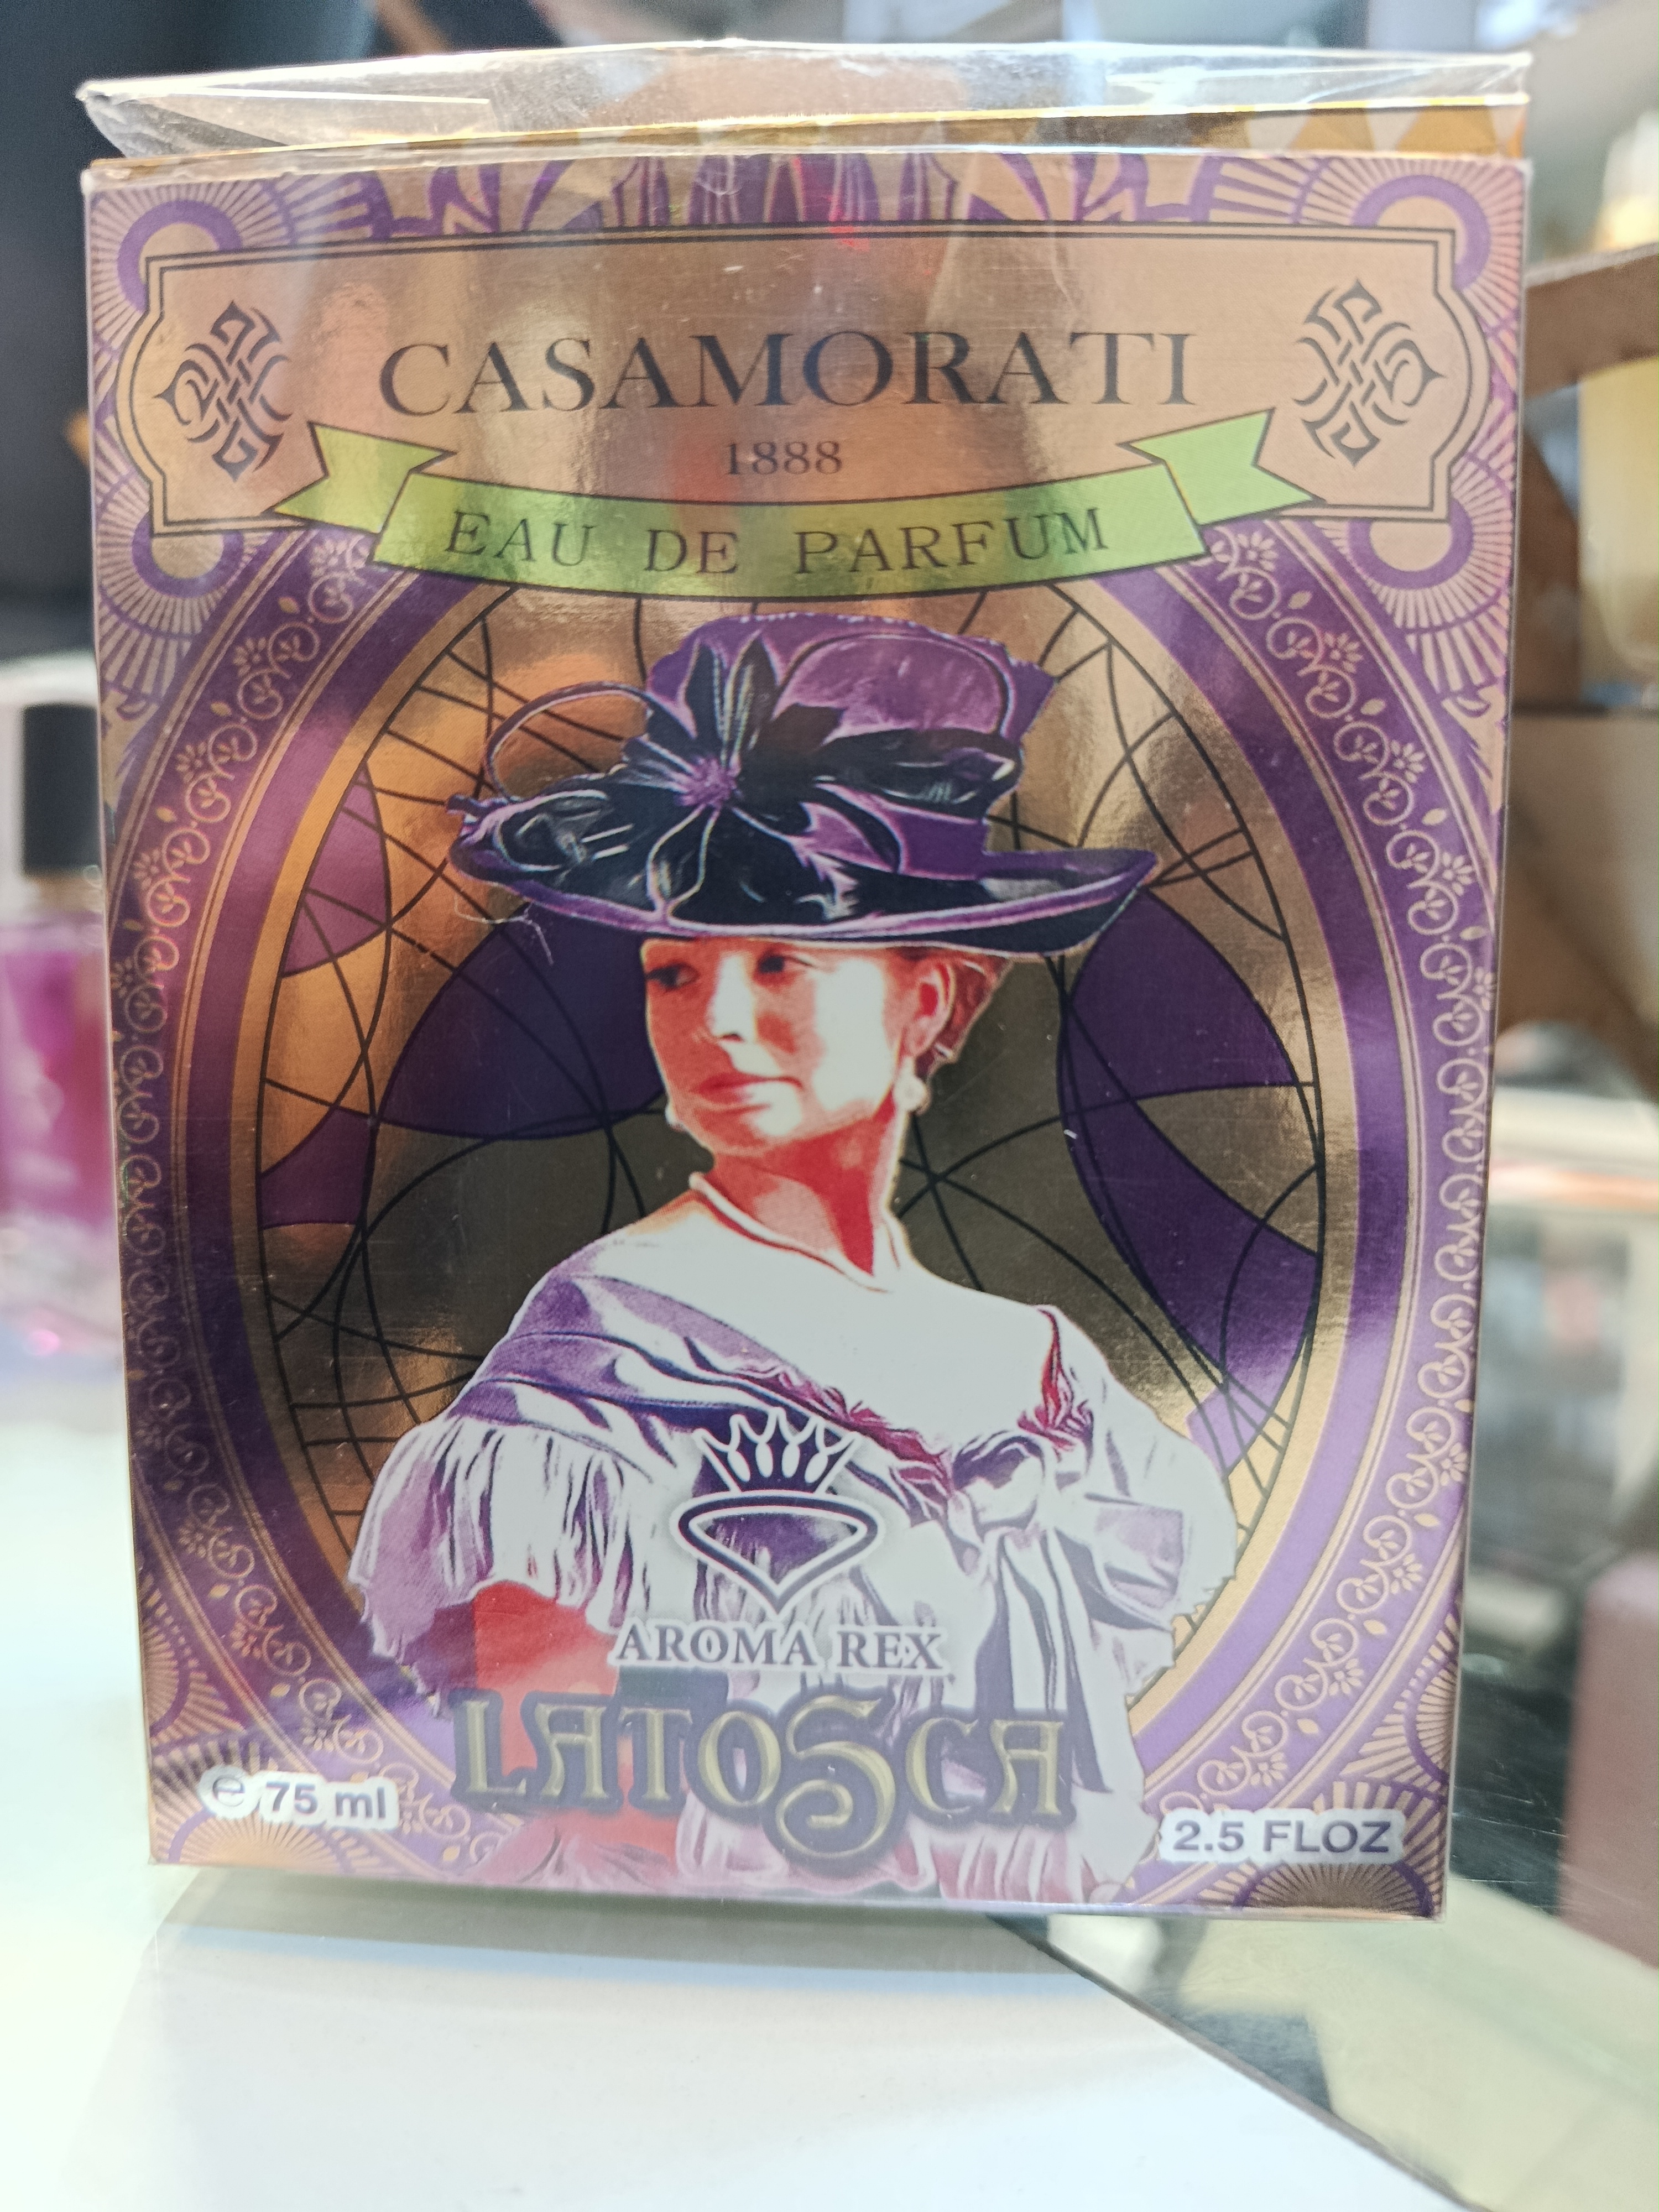 CASAMORATI
1888
EAU DE PARFUM
AROMA REX
LATOSCA
e 75 ml
2.5 FLOZ